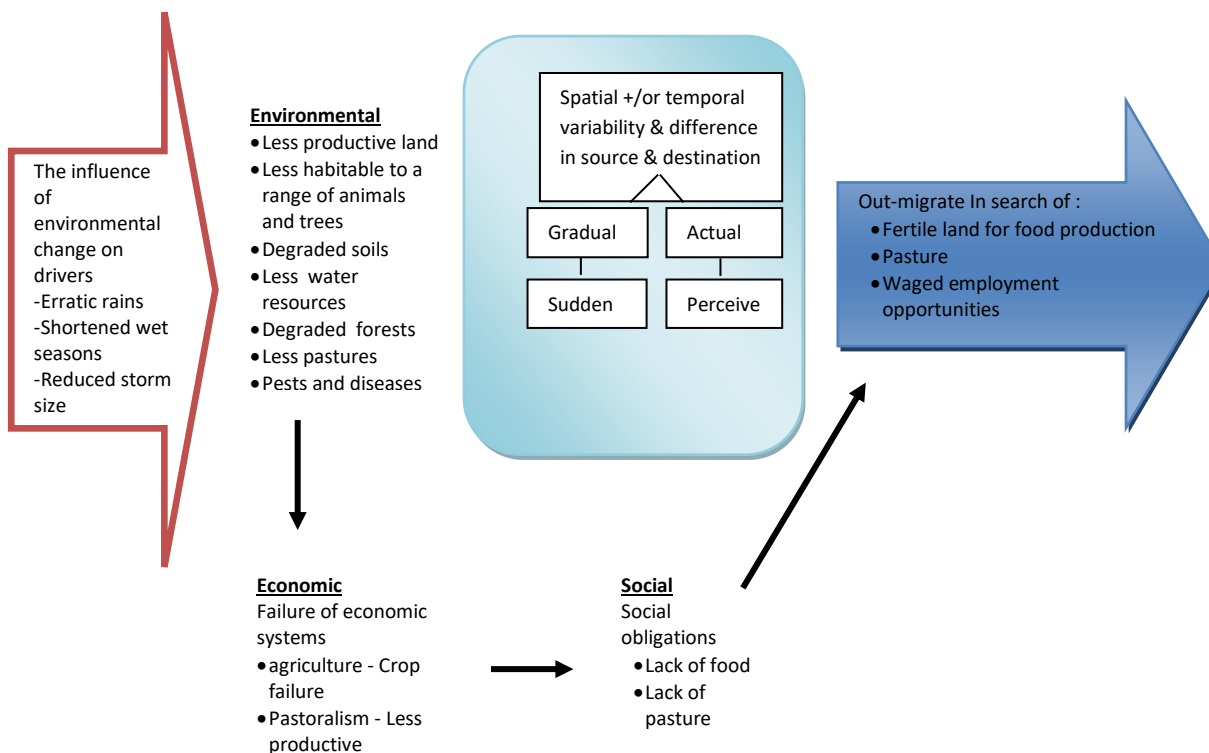 The influence
of
environmental
change on
drivers
-Erratic rains
-Shortened wet
seasons
-Reduced storm
size
Environmental
•Less productive land
•Less habitable to a
range of animals
and trees
•Degraded soils
•Less water
resources
•Degraded forests
•Less pastures
•Pests and diseases
Spatial +/or temporal
variability & difference
in source & destination
Gradual
Actual
Sudden
Perceive
Out-migrate In search of :
•Fertile land for food production
•Pasture
•Waged employment
opportunities
Economic
Failure of economic
systems
•agriculture - Crop
failure
•Pastoralism - Less
productive
Social
Social
obligations
•Lack of food
•Lack of
pasture